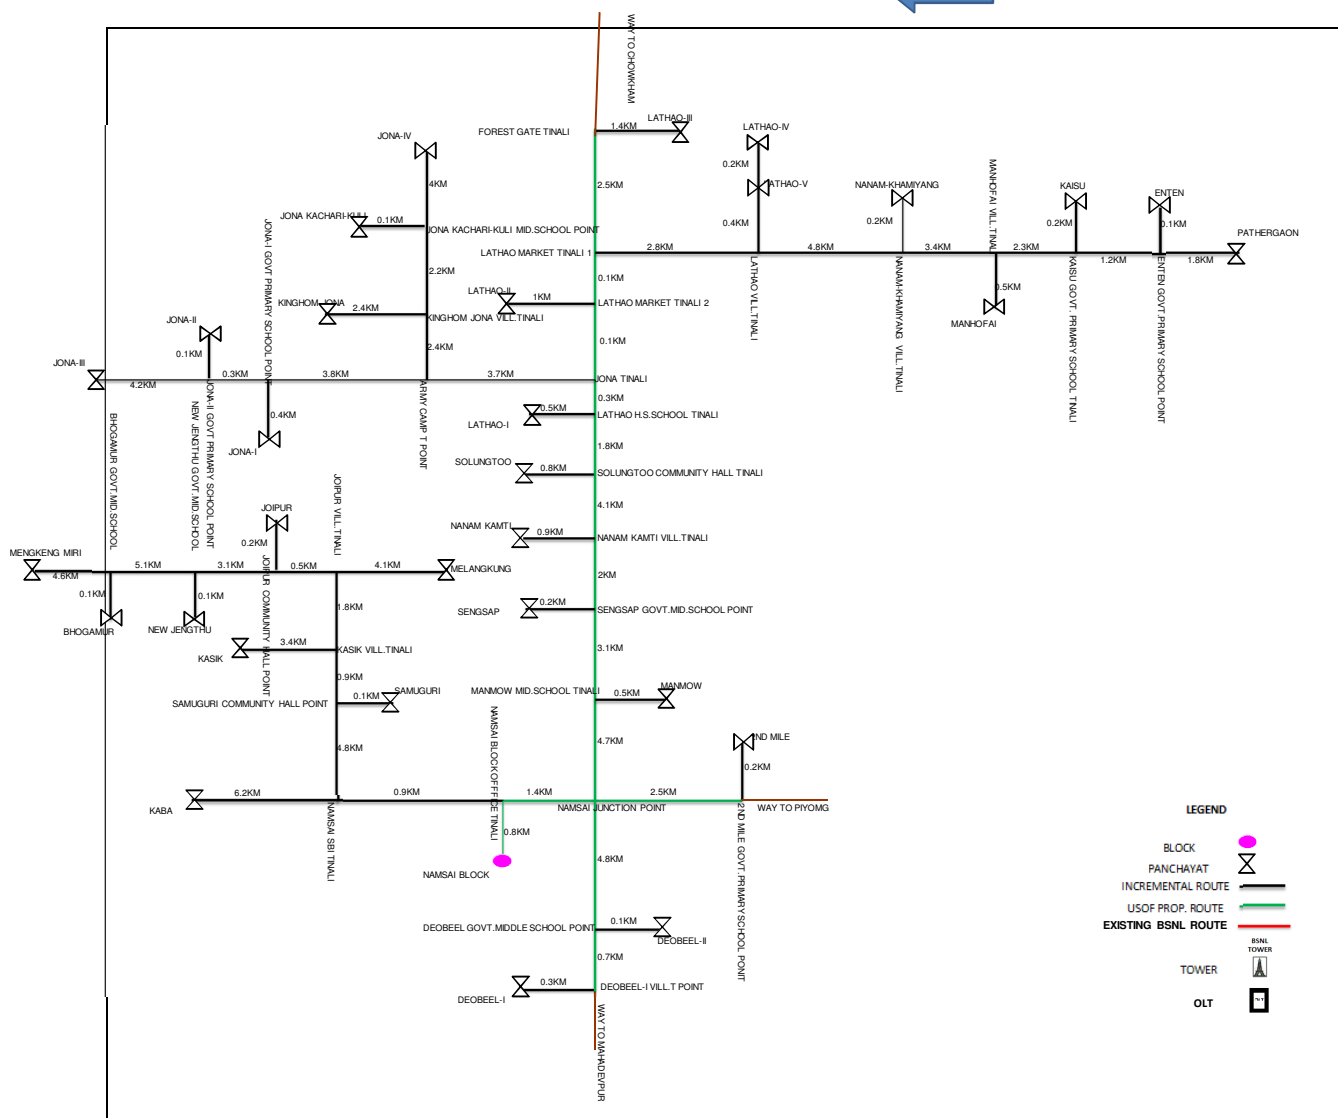 WAY TO CHOWKHAM
LATHAO-III
1.4KM
FOREST GATE TINALI
JONA-IV
LATHAO-IV
0.2KM
ATHAO-V
0.4KM
2.5KM
4KM
NANAM-KHAMIYANG
0.2KM
MANHOFAI VILL.TINALI
KAISU
0.2KM
ENTEN
0.1KM
PATHERGAON
JONA KACHARI-KULI
0.1KM
JONA KACHARI-KULI MID.SCHOOL POINT
LATHAO MARKET TINALI 1
2.8KM
4.8KM
3.4KM
2.3KM
1.2KM
1.8KM
JONA-I GOVT PRIMARY SCHOOL POINT
2.2KM
0.1KM
LATHAO VILL.TINALI
NANAM-KHAMIYANG VILL.TINALI
0.5KM
MANHOFAI
KAISU GOVT. PRIMARY SCHOOL TINALI
ENTEN GOVT.PRIMARY SCHOOL POINT
LATHAO-II
1KM
LATHAO MARKET TINALI 2
KINGHOM JONA
2.4KM
KINGHOM JONA VILL.TINALI
JONA-II
0.1KM
2.4KM
0.1KM
JONA-III
4.2KM
0.3KM
3.8KM
3.7KM
JONA TINALI
0.3KM
JONA-II GOVT PRIMARY SCHOOL POINT
0.4KM
JONA-I
ARMY CAMP T POINT
0.5KM
LATHAO-I
LATHAO H.S.SCHOOL TINALI
1.8KM
BHOGAMUR GOVT.MID.SCHOOL
NEW JENGTHU GOVT.MID.SCHOOL
SOLUNGTOO
0.8KM
SOLUNGTOO COMMUNITY HALL TINALI
JOIPUR VILL.TINALI
4.1KM
JOIPUR
0.2KM
NANAM KAMTI
0.9KM
NANAM KAMTI VILL.TINALI
MENGKENG MIRI
4.6KM
5.1KM
3.1KM
0.5KM
4.1KM
MELANGKUNG
2KM
JOIPUR COMMUNITY HALL POINT
0.1KM
BHOGAMUR
0.1KM
NEW JENGTHU
1.8KM
SENGSAP
0.2KM
SENGSAP GOVT.MID.SCHOOL POINT
KASIK
3.4KM
KASIK VILL.TINALI
3.1KM
0.9KM
SAMUGURI COMMUNITY HALL POINT
0.1KM
SAMUGURI
MANMOW MID.SCHOOL TINALI
0.5KM
MANMOW
4.8KM
NAMSAI BLOCK OFFFICE TINALI
4.7KM
2ND MILE
0.2KM
KABA
6.2KM
0.9KM
1.4KM
2.5KM
NAMSAI JUNCTION POINT
WAY TO PIYOMG
NAMSAI SBI TINALI
0.8KM
NAMSAI BLOCK
4.8KM
2ND MILE GOVT.PRIMARY SCHOOL PONIT
DEOBEEL GOVT.MIDDLE SCHOOL POINT
0.1KM
DEOBEEL-II
0.7KM
DEOBEEL-I
0.3KM
DEOBEEL-I VILL.T POINT
WAY TO MAHADEVPUR
LEGEND
BLOCK
PANCHAYAT
INCREMENTAL ROUTE
USOF PROP. ROUTE
EXISTING BSNL ROUTE
BSNL
TOWER
TOWER
OLT